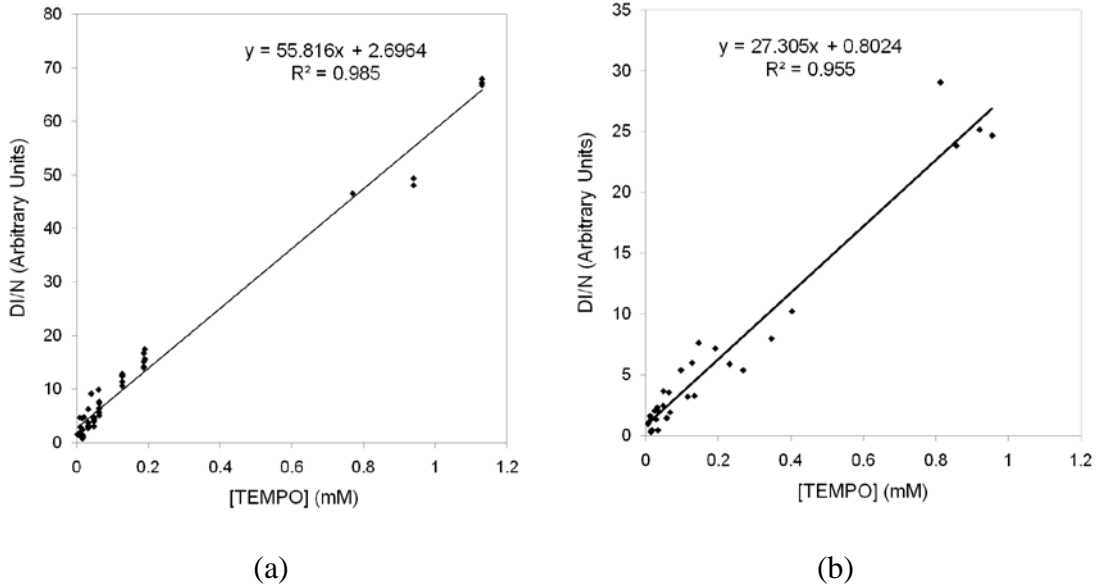 y = 55.816x + 2.6964
R² = 0.985
80
70
60
50
40
30
20
10
0
DI/N (Arbitrary Units)
0 0.2 0.4 0.6 0.8 1 1.2
[TEMPO] (mM)
(a)
y = 27.305x + 0.8024
R² = 0.955
35
30
25
20
15
10
5
0
DI/N (Arbitrary Units)
0 0.2 0.4 0.6 0.8 1 1.2
[TEMPO] (mM)
(b)